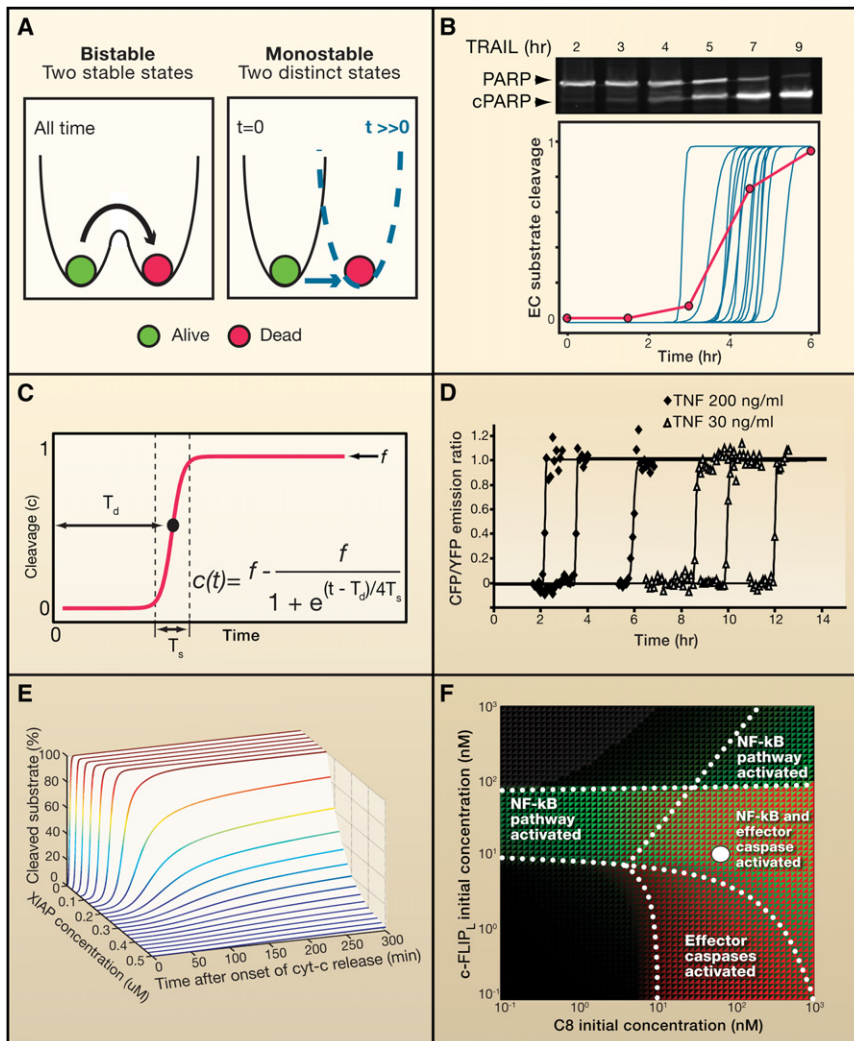 A
Bistable
Two stable states
Monostable
Two distinct states
All time
t=0
t >>0
Alive
Dead
B
TRAIL (hr) 2 3 4 5 7 9
PARP
cPARP
EC substrate cleavage
1
0
0 2 4 6
Time (hr)
C
Cleavage (c)
1
0
0
T_d
f
c(t)= f - f / 1 + e^(t - T_d)/4T_s
Time
T_s
D
TNF 200 ng/ml
TNF 30 ng/ml
CFP/YFP emission ratio
1.2
1.0
0.8
0.6
0.4
0.2
0
0 2 4 6 8 10 12 14
Time (hr)
E
Cleaved substrate (%)
100
80
60
40
20
0
0
0.1
0.2
0.3
0.4
0.5
XIAP concentration (uM)
0 50 100 150 200 250 300
Time after onset of cyt-c release (min)
F
c-FLIP_L initial concentration (nM)
10^3
10^2
10^1
10^0
10^-1
NF-kB
pathway
activated
NF-kB
pathway
activated
NF-kB and
effector
caspase
activated
Effector
caspases
activated
10^-1 10^0 10^1 10^2 10^3
C8 initial concentration (nM)